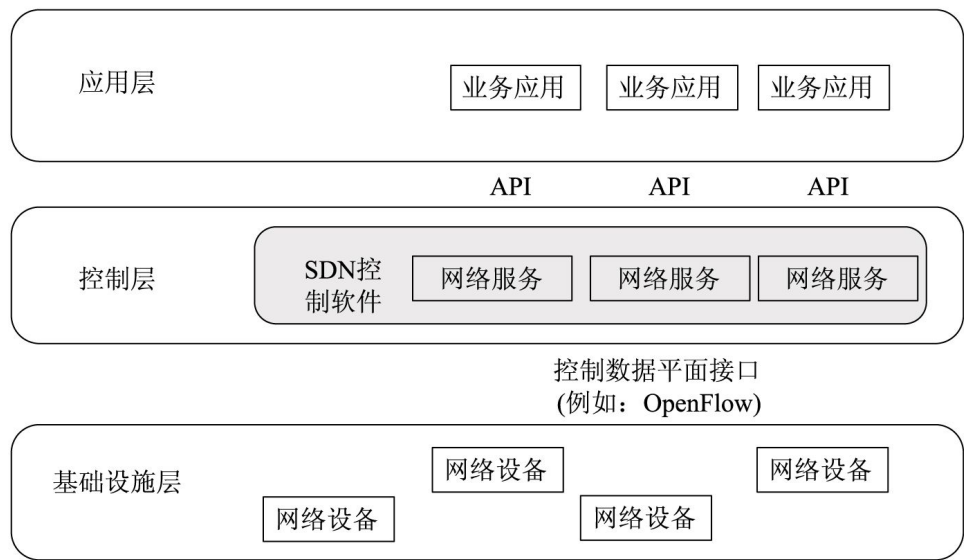 应用层
业务应用 业务应用 业务应用
API API API
控制层
SDN控
制软件
网络服务 网络服务 网络服务
控制数据平面接口
(例如：OpenFlow)
基础设施层
网络设备 网络设备
网络设备 网络设备